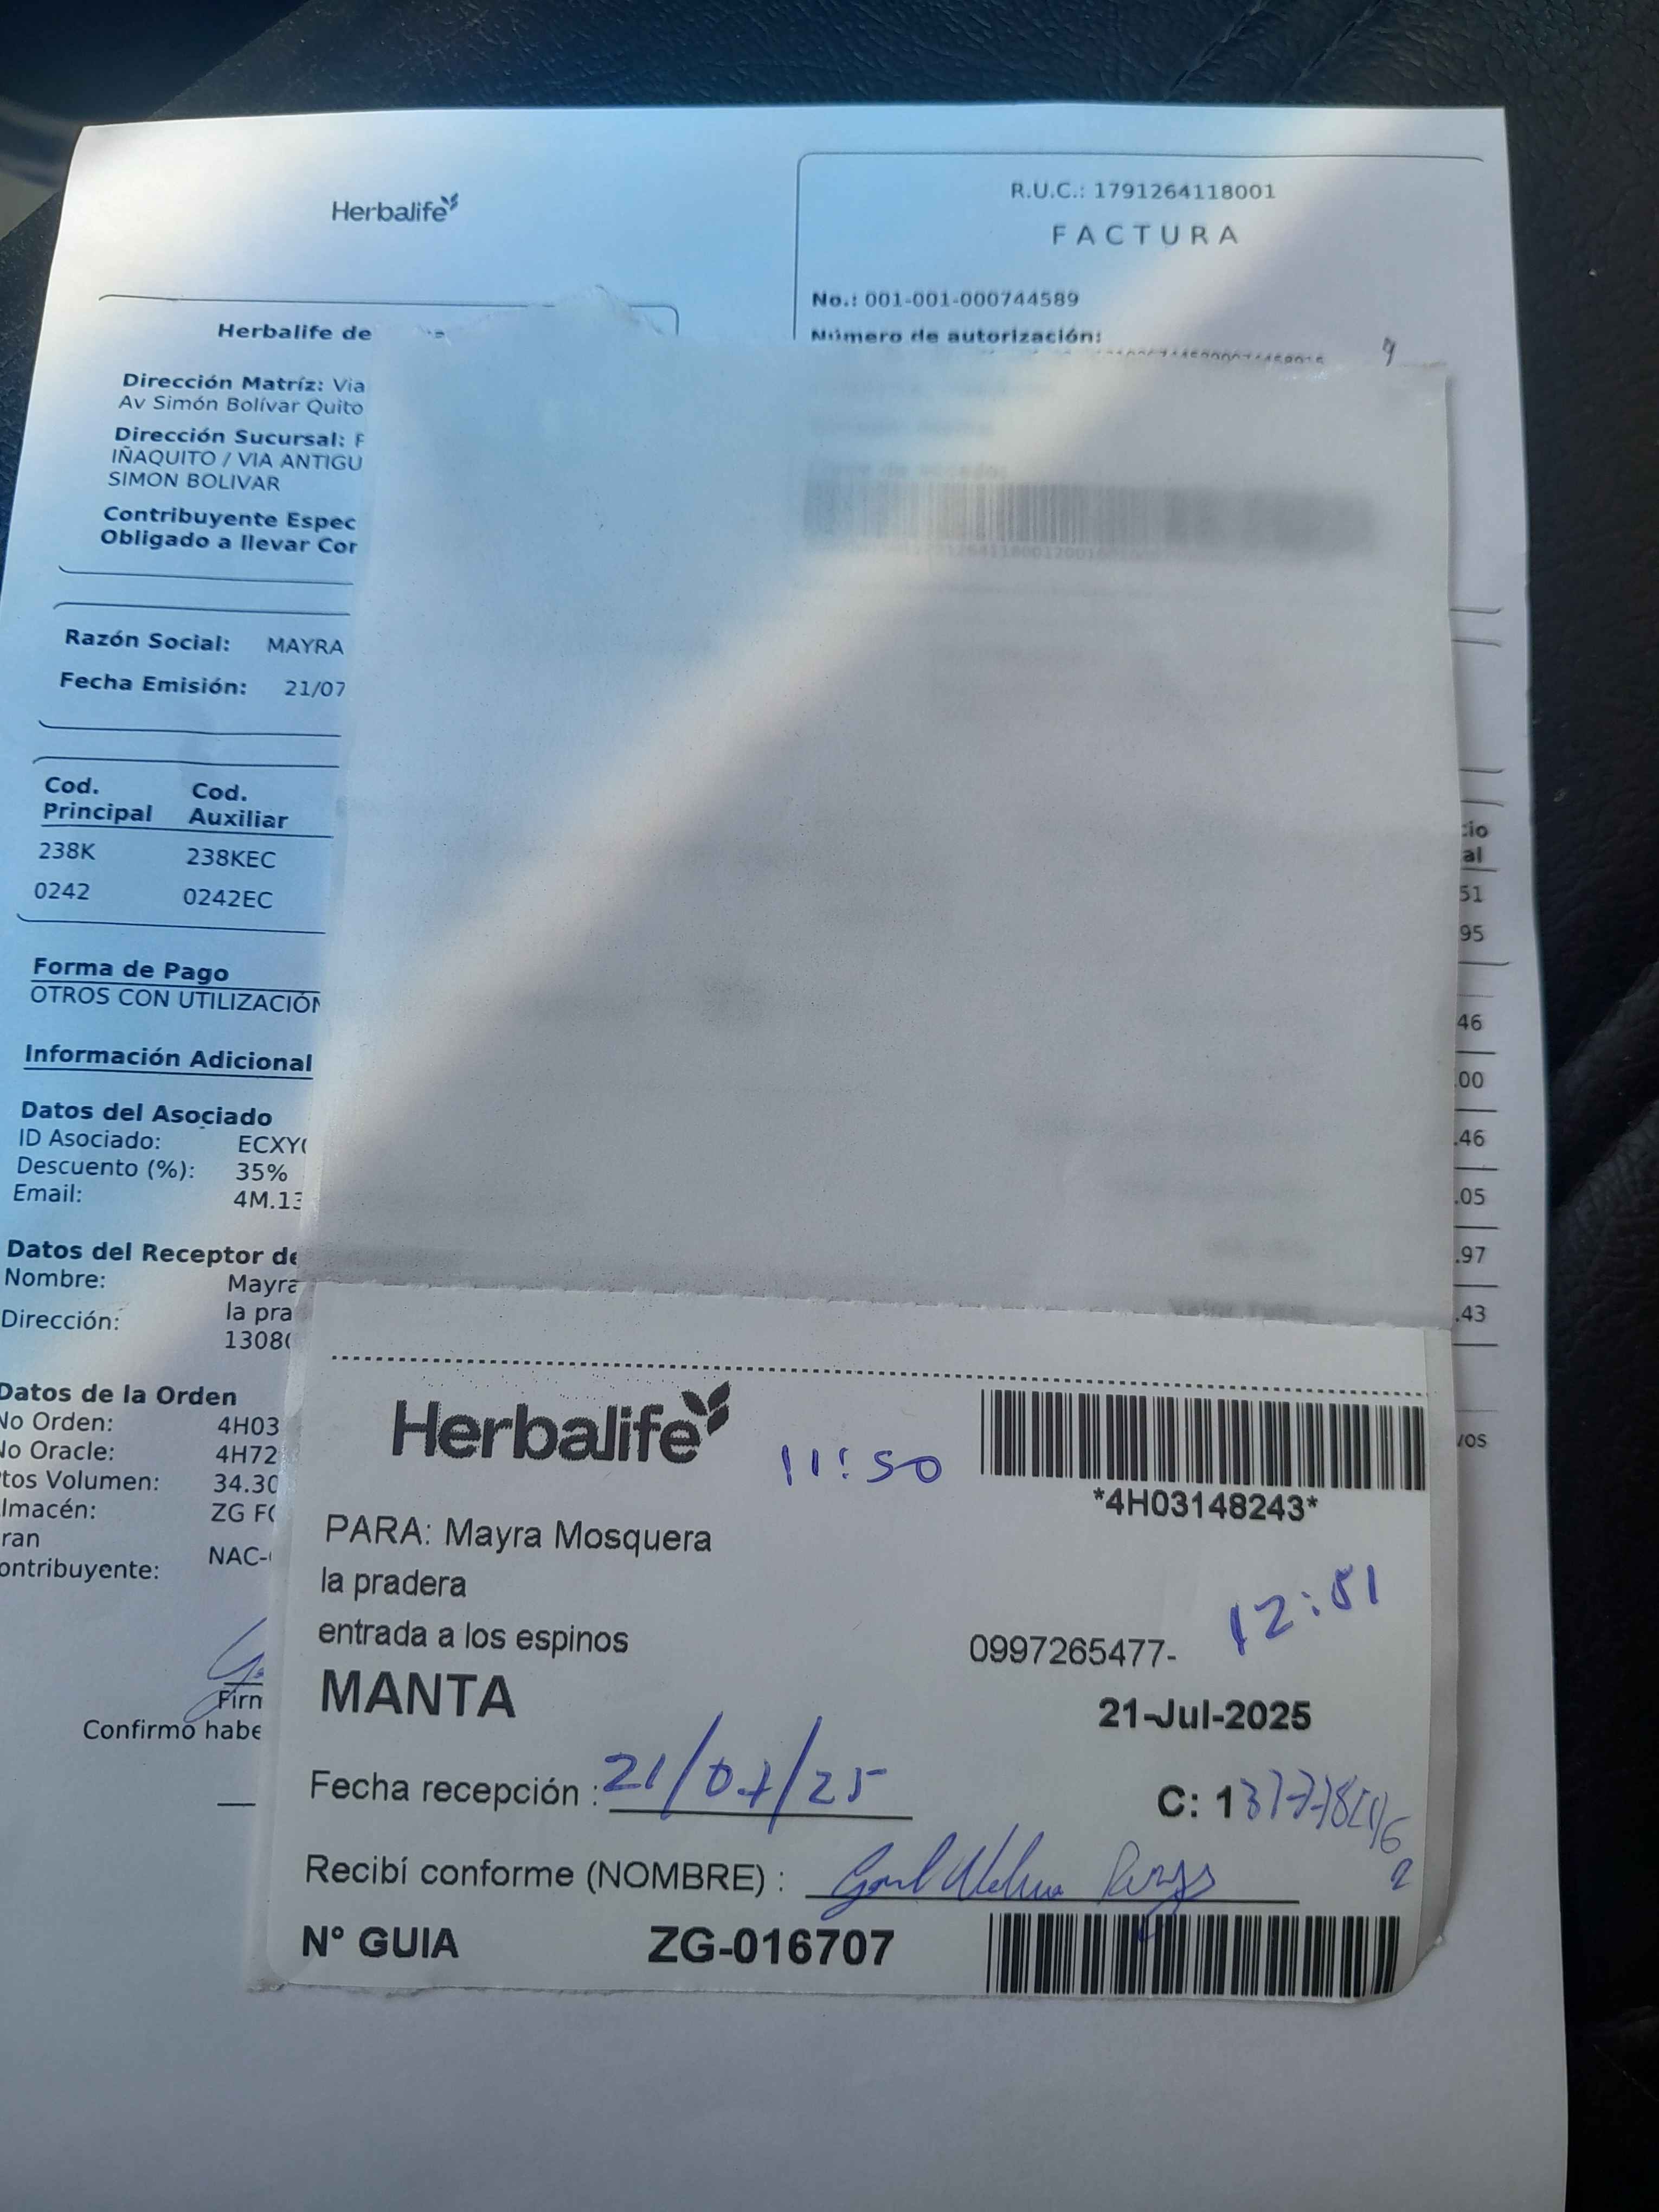 Herbalife
R.U.C.: 1791264118001
FACTURA
No.: 001-001-000744589
Número de autorización:
Herbalife de
Dirección Matríz: Via
Av Simón Bolívar Quito
Dirección Sucursal:
IÑAQUITO / VIA ANTIGU
SIMON BOLIVAR
Contribuyente Espec
Obligado a llevar Cor
Razón Social: MAYRA
Fecha Emisión: 21/07
Cod. Principal Cod. Auxiliar
238K 238KEC
0242 0242EC
cio
al
51
95
Forma de Pago
OTROS CON UTILIZACIÓN
46
.00
.46
.05
.97
.43
Información Adicional
Datos del Asociado
ID Asociado: ECXY
Descuento (%): 35%
Email: 4M.13
Datos del Receptor de
Nombre: Mayra
Dirección: la pra
1308
Datos de la Orden
No Orden: 4H03
No Oracle: 4H72
tos Volumen: 34.30
lmacén: ZG
ran
ontribuyente: NAC-
vos
Firn
Confirmo habe
Herbalife
11:50
*4H03148243*
PARA: Mayra Mosquera
la pradera
12:51
entrada a los espinos
0997265477-
MANTA
21-Jul-2025
Fecha recepción : 21/07/25
C: 1
Recibí conforme (NOMBRE) :
N° GUIA ZG-016707